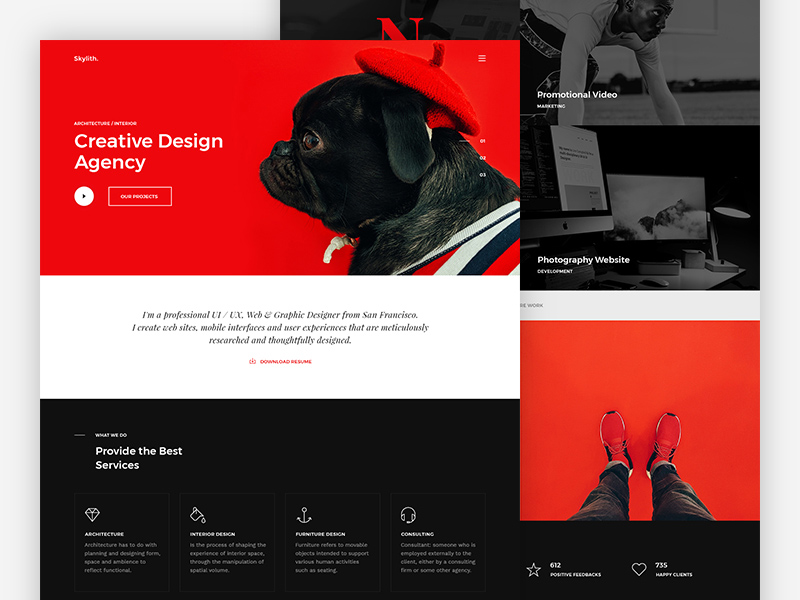 Skylith.
ARCHITECTURE / INTERIOR
Creative Design
Agency
OUR PROJECTS
01
02
03
I'm a professional UI / UX, Web & Graphic Designer from San Francisco.
I create web sites, mobile interfaces and user experiences that are meticulously
researched and thoughtfully designed.
DOWNLOAD RESUME
WHAT WE DO
Provide the Best
Services
ARCHITECTURE
Architecture has to do with
planning and designing form,
space and ambience to
reflect functional.
INTERIOR DESIGN
Is the process of shaping the
experience of interior space,
through the manipulation of
spatial volume.
FURNITURE DESIGN
Furniture refers to movable
objects intended to support
various human activities
such as seating.
CONSULTING
Consultant: someone who is
employed externally to the
client, either by a consulting
firm or some other agency.
N
Promotional Video
MARKETING
Photography Website
DEVELOPMENT
RE WORK
612
POSITIVE FEEDBACKS
735
HAPPY CLIENTS